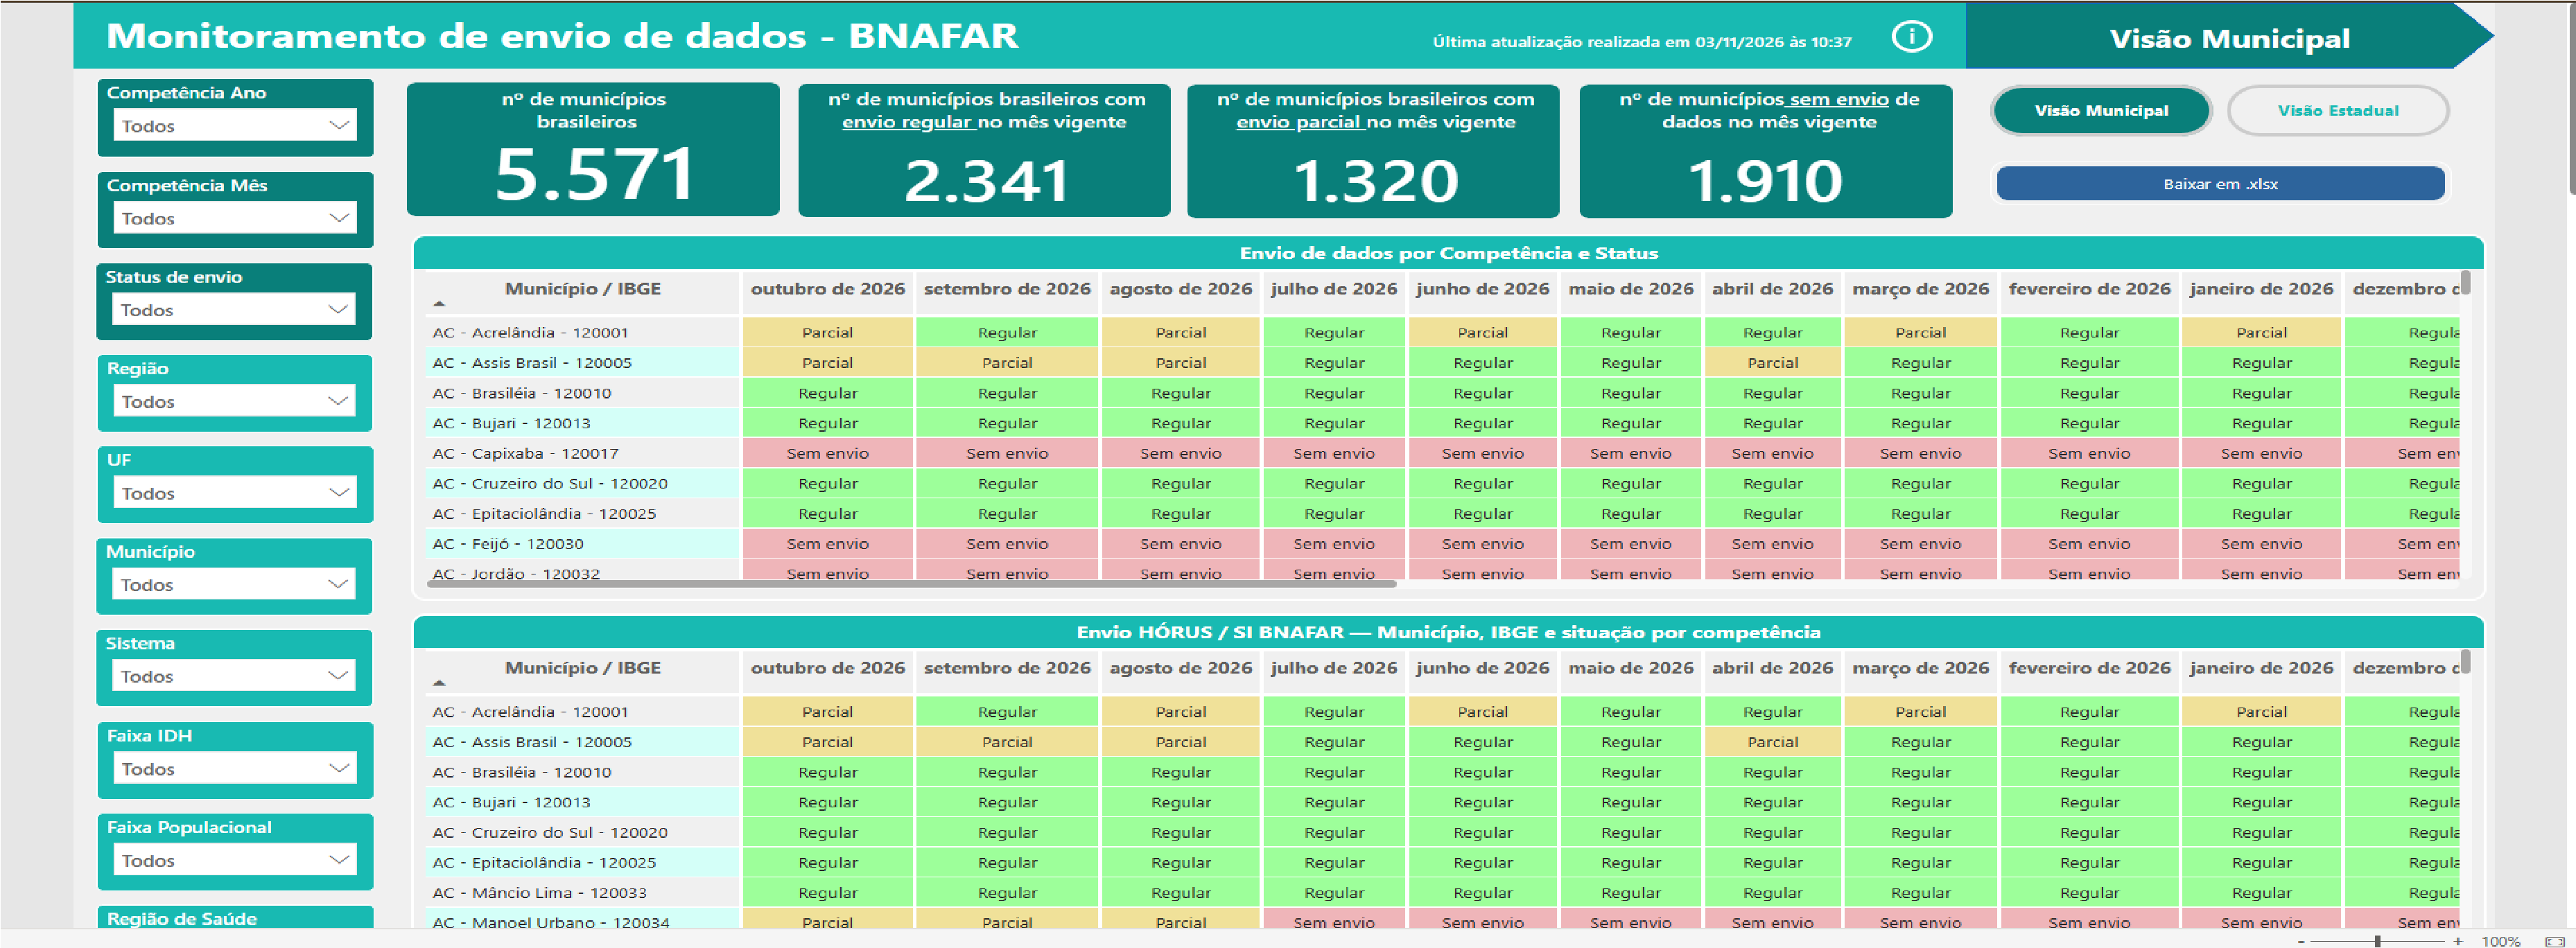 Monitoramento de envio de dados - BNAFAR
Última atualização realizada em 03/11/2026 às 10:37
Visão Municipal
Competência Ano
Todos
Competência Mês
Todos
Status de envio
Todos
Região
Todos
UF
Todos
Município
Todos
Sistema
Todos
Faixa IDH
Todos
Faixa Populacional
Todos
Região de Saúde
nº de municípios
brasileiros
5.571
nº de municípios brasileiros com
envio regular no mês vigente
2.341
nº de municípios brasileiros com
envio parcial no mês vigente
1.320
nº de municípios sem envio de
dados no mês vigente
1.910
Visão Municipal
Visão Estadual
Baixar em .xlsx
Envio de dados por Competência e Status
Município / IBGE outubro de 2026 setembro de 2026 agosto de 2026 julho de 2026 junho de 2026 maio de 2026 abril de 2026 março de 2026 fevereiro de 2026 janeiro de 2026 dezembro d
AC - Acrelândia - 120001 Parcial Regular Parcial Regular Parcial Regular Regular Parcial Regular Parcial Regula
AC - Assis Brasil - 120005 Parcial Parcial Parcial Regular Regular Regular Parcial Regular Regular Regular Regula
AC - Brasiléia - 120010 Regular Regular Regular Regular Regular Regular Regular Regular Regular Regular Regula
AC - Bujari - 120013 Regular Regular Regular Regular Regular Regular Regular Regular Regular Regular Regula
AC - Capixaba - 120017 Sem envio Sem envio Sem envio Sem envio Sem envio Sem envio Sem envio Sem envio Sem envio Sem envio Sem env
AC - Cruzeiro do Sul - 120020 Regular Regular Regular Regular Regular Regular Regular Regular Regular Regular Regula
AC - Epitaciolândia - 120025 Regular Regular Regular Regular Regular Regular Regular Regular Regular Regular Regula
AC - Feijó - 120030 Sem envio Sem envio Sem envio Sem envio Sem envio Sem envio Sem envio Sem envio Sem envio Sem envio Sem env
AC - Jordão - 120032 Sem envio Sem envio Sem envio Sem envio Sem envio Sem envio Sem envio Sem envio Sem envio Sem envio Sem env
Envio HÓRUS / SI BNAFAR — Município, IBGE e situação por competência
Município / IBGE outubro de 2026 setembro de 2026 agosto de 2026 julho de 2026 junho de 2026 maio de 2026 abril de 2026 março de 2026 fevereiro de 2026 janeiro de 2026 dezembro d
AC - Acrelândia - 120001 Parcial Regular Parcial Regular Parcial Regular Regular Parcial Regular Parcial Regula
AC - Assis Brasil - 120005 Parcial Parcial Parcial Regular Regular Regular Parcial Regular Regular Regular Regula
AC - Brasiléia - 120010 Regular Regular Regular Regular Regular Regular Regular Regular Regular Regular Regula
AC - Bujari - 120013 Regular Regular Regular Regular Regular Regular Regular Regular Regular Regular Regula
AC - Cruzeiro do Sul - 120020 Regular Regular Regular Regular Regular Regular Regular Regular Regular Regular Regula
AC - Epitaciolândia - 120025 Regular Regular Regular Regular Regular Regular Regular Regular Regular Regular Regula
AC - Mâncio Lima - 120033 Regular Regular Regular Regular Regular Regular Regular Regular Regular Regular Regula
AC - Manoel Urbano - 120034 Parcial Parcial Parcial Sem envio Sem envio Sem envio Sem envio Sem envio Sem envio Sem envio Sem env
- + 100%